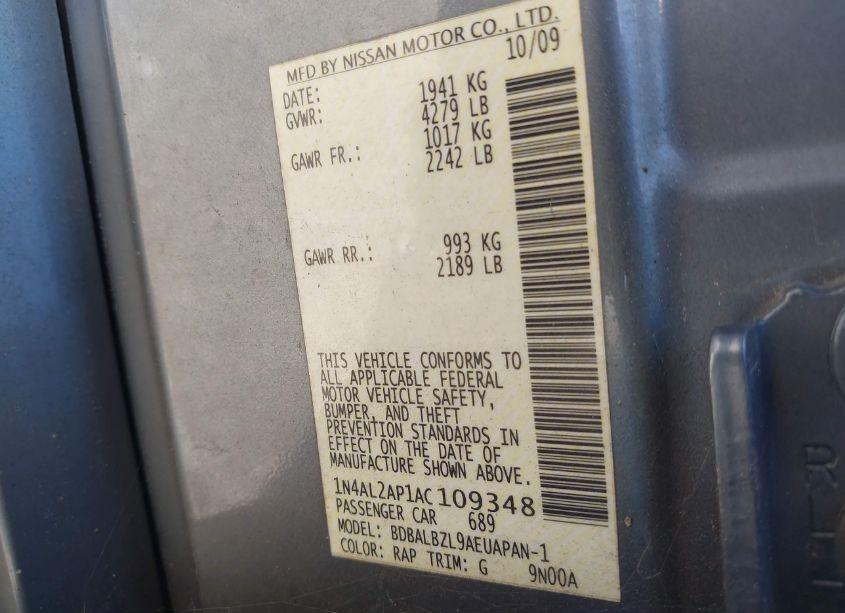 MFD BY NISSAN MOTOR CO., LTD.
DATE: 10/09
GVWR: 1941 KG
4279 LB
GAWR FR.: 1017 KG
2242 LB
GAWR RR.: 993 KG
2189 LB
THIS VEHICLE CONFORMS TO
ALL APPLICABLE FEDERAL
MOTOR VEHICLE SAFETY,
BUMPER, AND THEFT
PREVENTION STANDARDS IN
EFFECT ON THE DATE OF
MANUFACTURE SHOWN ABOVE.
1N4AL2AP1AC109348
PASSENGER CAR 689
MODEL: BDBALBZL9AEUAPAN-1
COLOR: RAP TRIM: G 9N00A